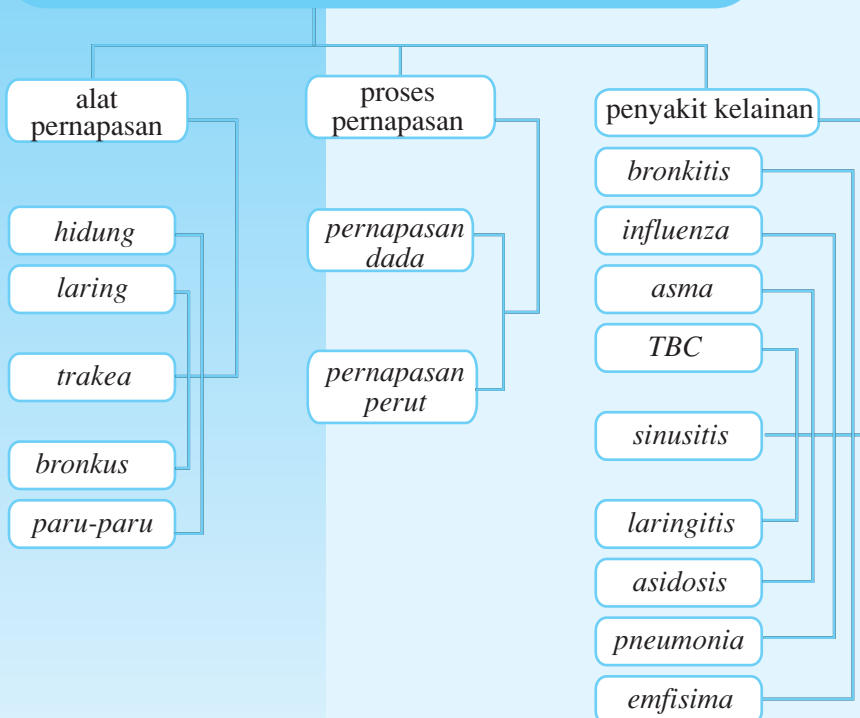 alat
pernapasan
hidung
laring
trakea
bronkus
paru-paru
proses
pernapasan
pernapasan
dada
pernapasan
perut
penyakit kelainan
bronkitis
influenza
asma
TBC
sinusitis
laringitis
asidosis
pneumonia
emfisima